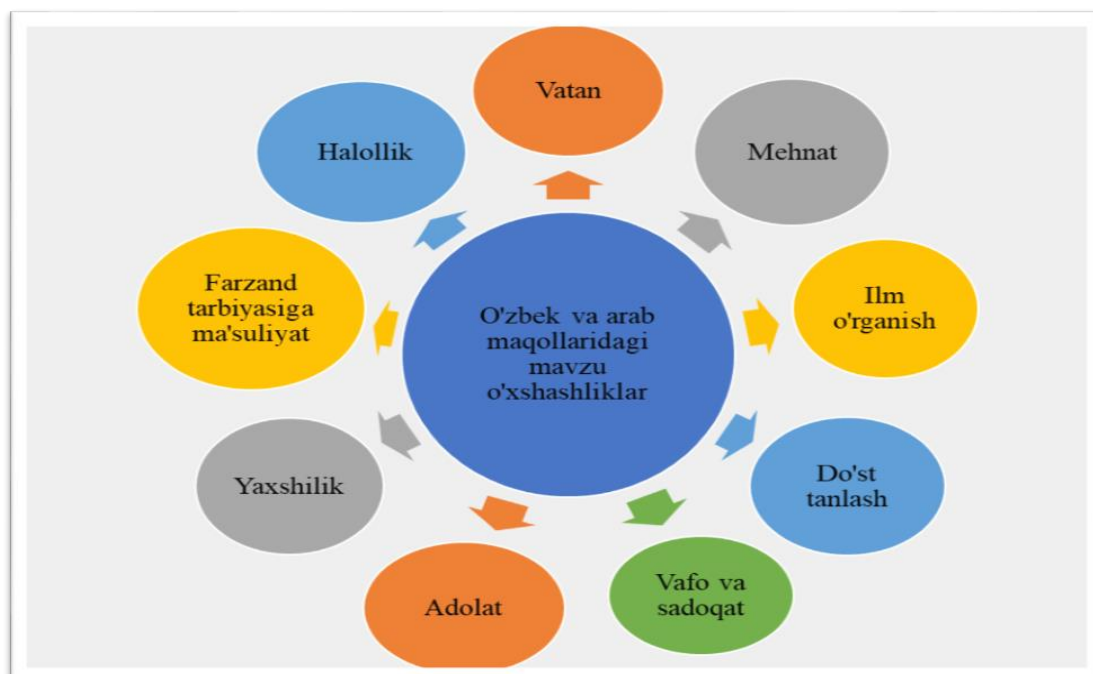 Vatan
Mehnat
Ilm
o'rganish
Do'st
tanlash
Vafo va
sadoqat
Adolat
Yaxshilik
Farzand
tarbiyasiga
ma'suliyat
Halollik
O'zbek va arab
maqollaridagi
mavzu
o'xshashliklar